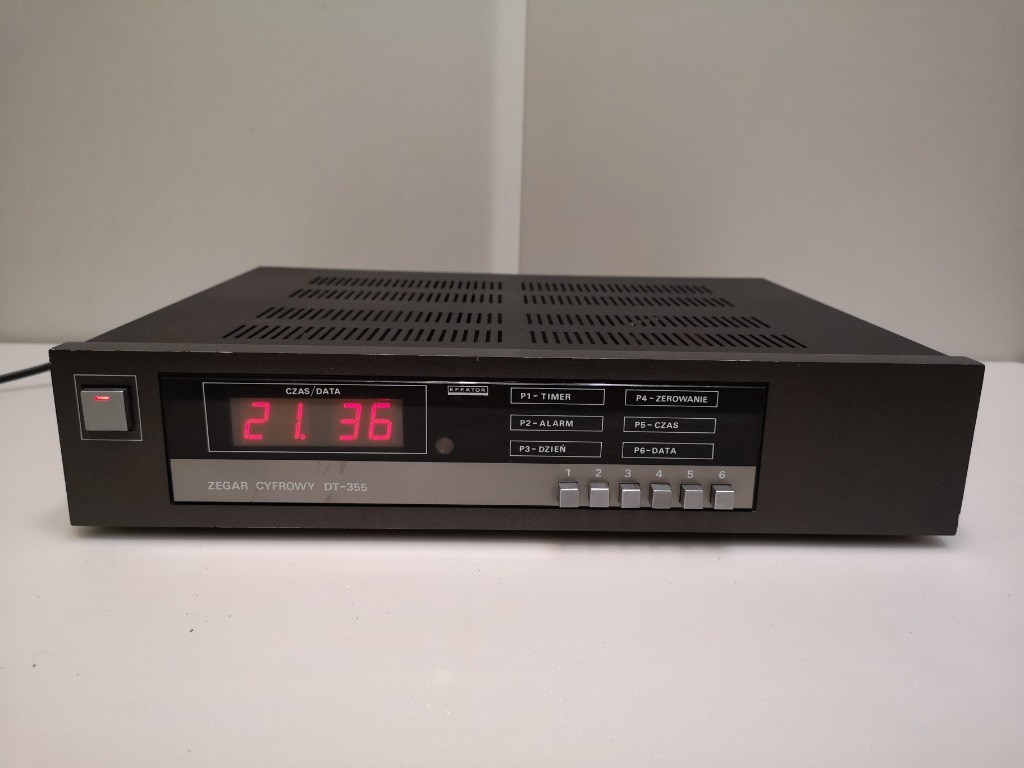 CZAS/DATA
21. 36
EFEKTOR
P1-TIMER
P2-ALARM
P3-DZIEŃ
P4-ZEROWANIE
P5-CZAS
P6-DATA
ZEGAR CYFROWY DT-355
1 2 3 4 5 6